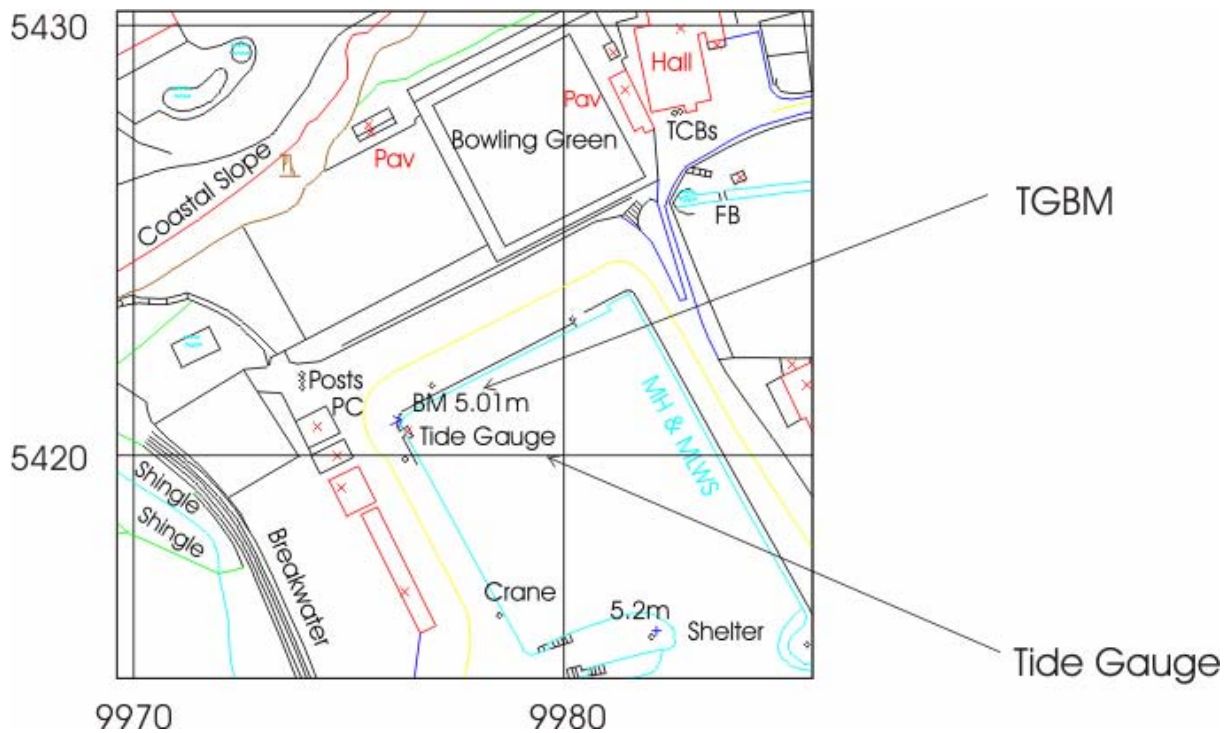 5430
Hall
Pav
TCBs
Bowling Green
Pav
Coastal Slope
TGBM
FB
Posts
PC
BM 5.01m
Tide Gauge
MH & MLWS
5420
Shingle
Shingle
Breakwater
Crane
5.2m
Shelter
Tide Gauge
9970
9980